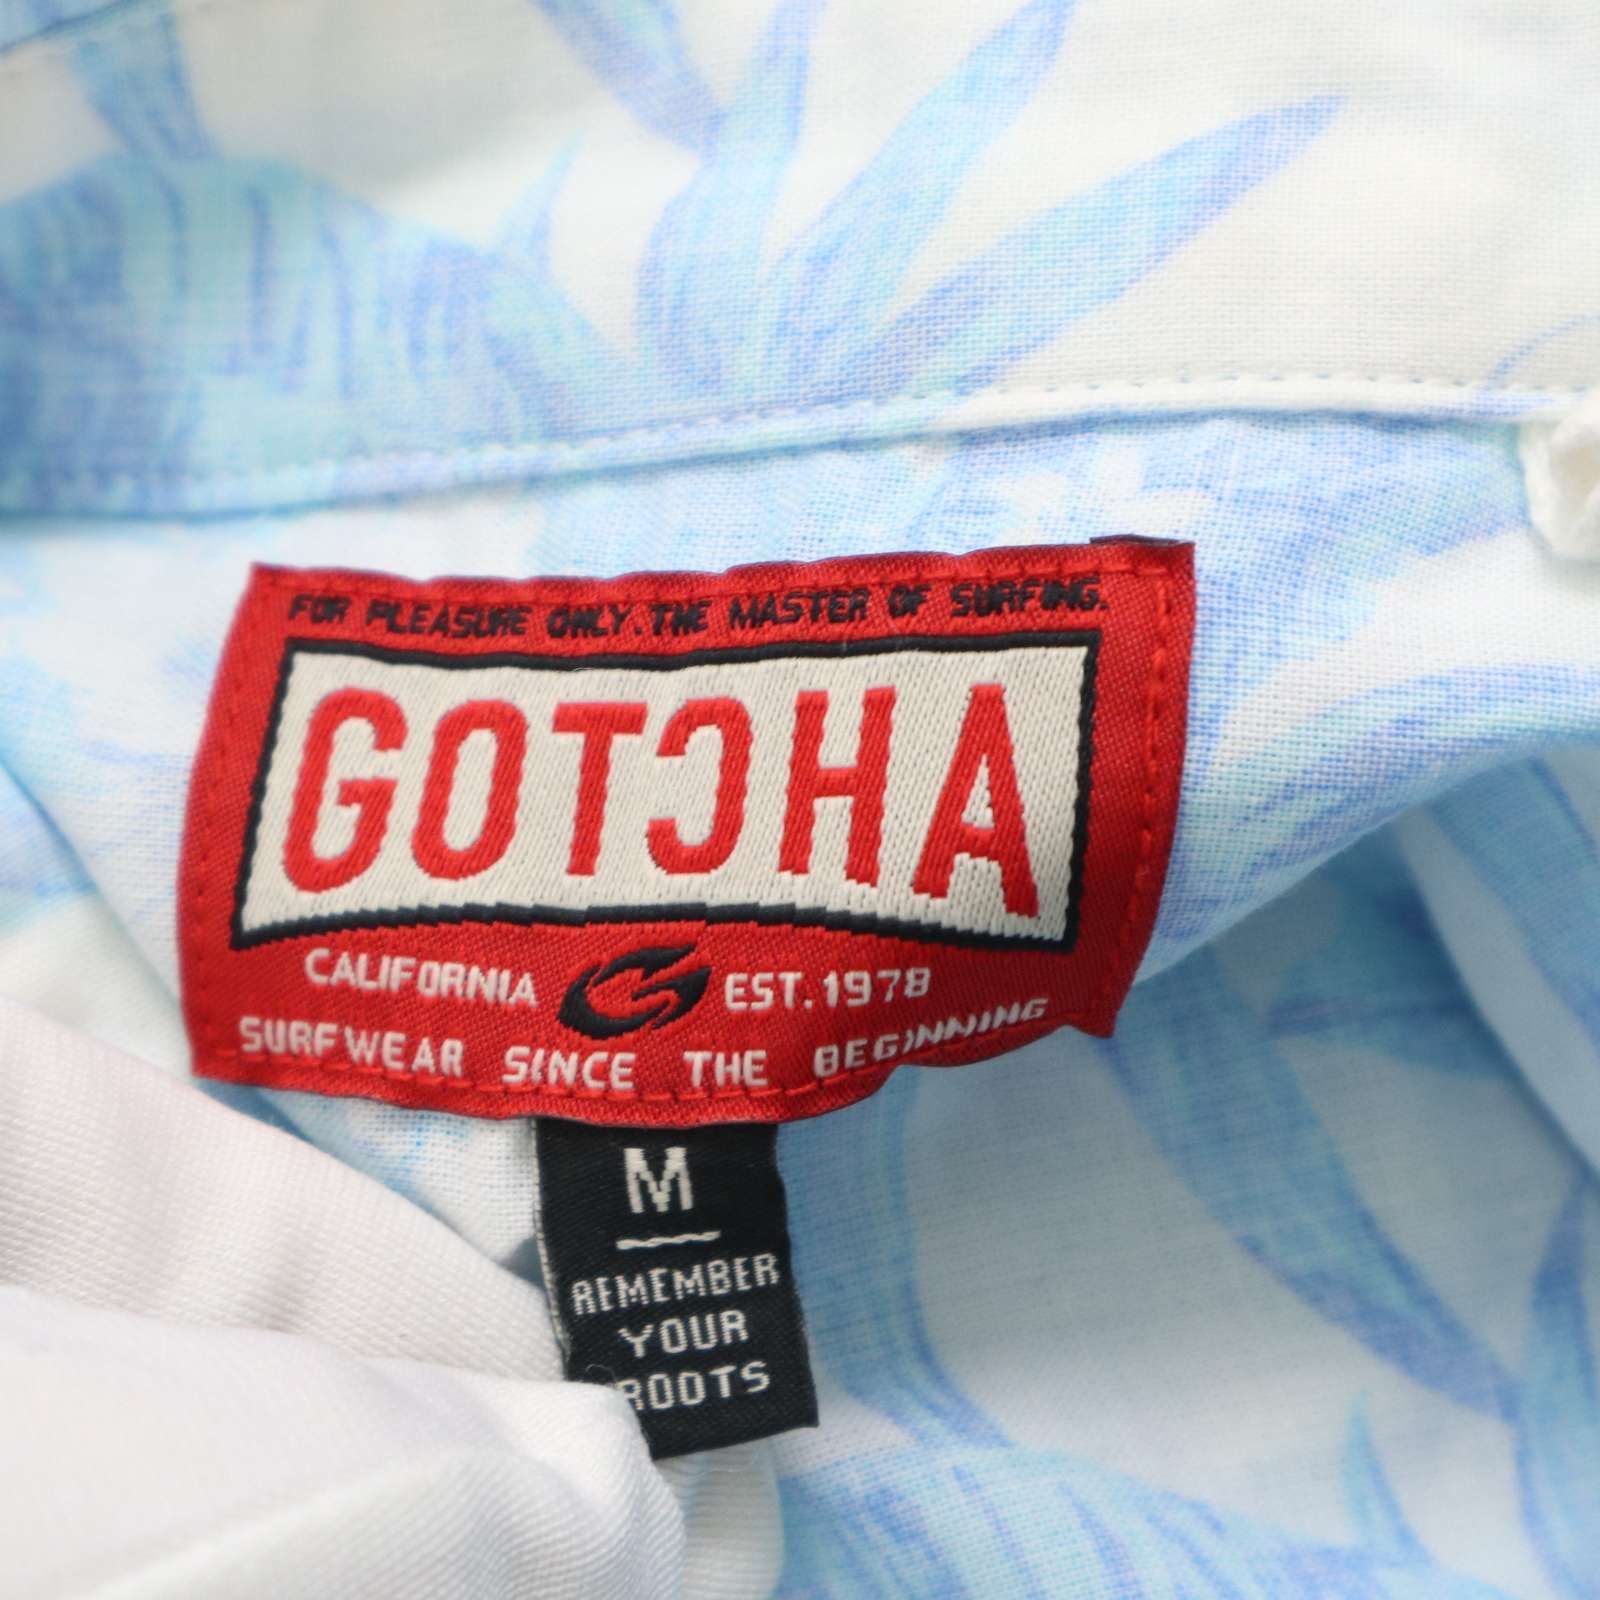 FOR PLEASURE ONLY. THE MASTER OF SURFING.
GOTCHA
CALIFORNIA EST. 1978
SURFWEAR SINCE THE BEGINNING
M
REMEMBER
YOUR
ROOTS